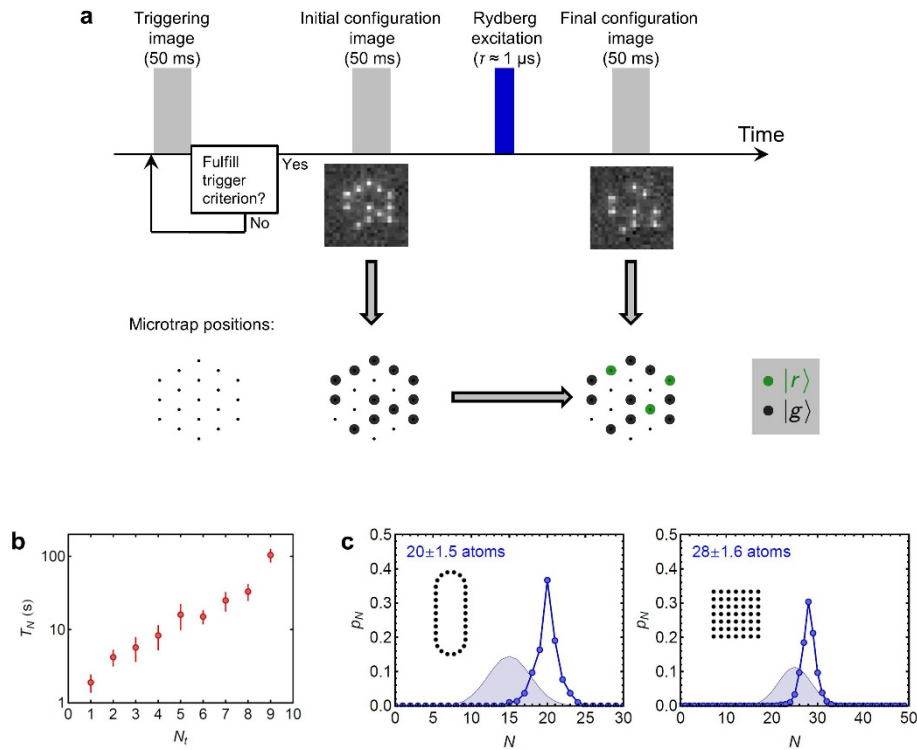 a
Triggering
image
(50 ms)
Initial configuration
image
(50 ms)
Rydberg
excitation
(τ ≈ 1 μs)
Final configuration
image
(50 ms)
Time
Fulfill
trigger
criterion?
Yes
No
Microtrap positions:
|r⟩
|g⟩
b
100
10
1
T_N (s)
0 1 2 3 4 5 6 7 8 9 10
N_t
c
20±1.5 atoms
0.5
0.4
0.3
0.2
0.1
0.0
p_N
0 5 10 15 20 25 30
N
28±1.6 atoms
0.5
0.4
0.3
0.2
0.1
0.0
p_N
0 10 20 30 40 50
N